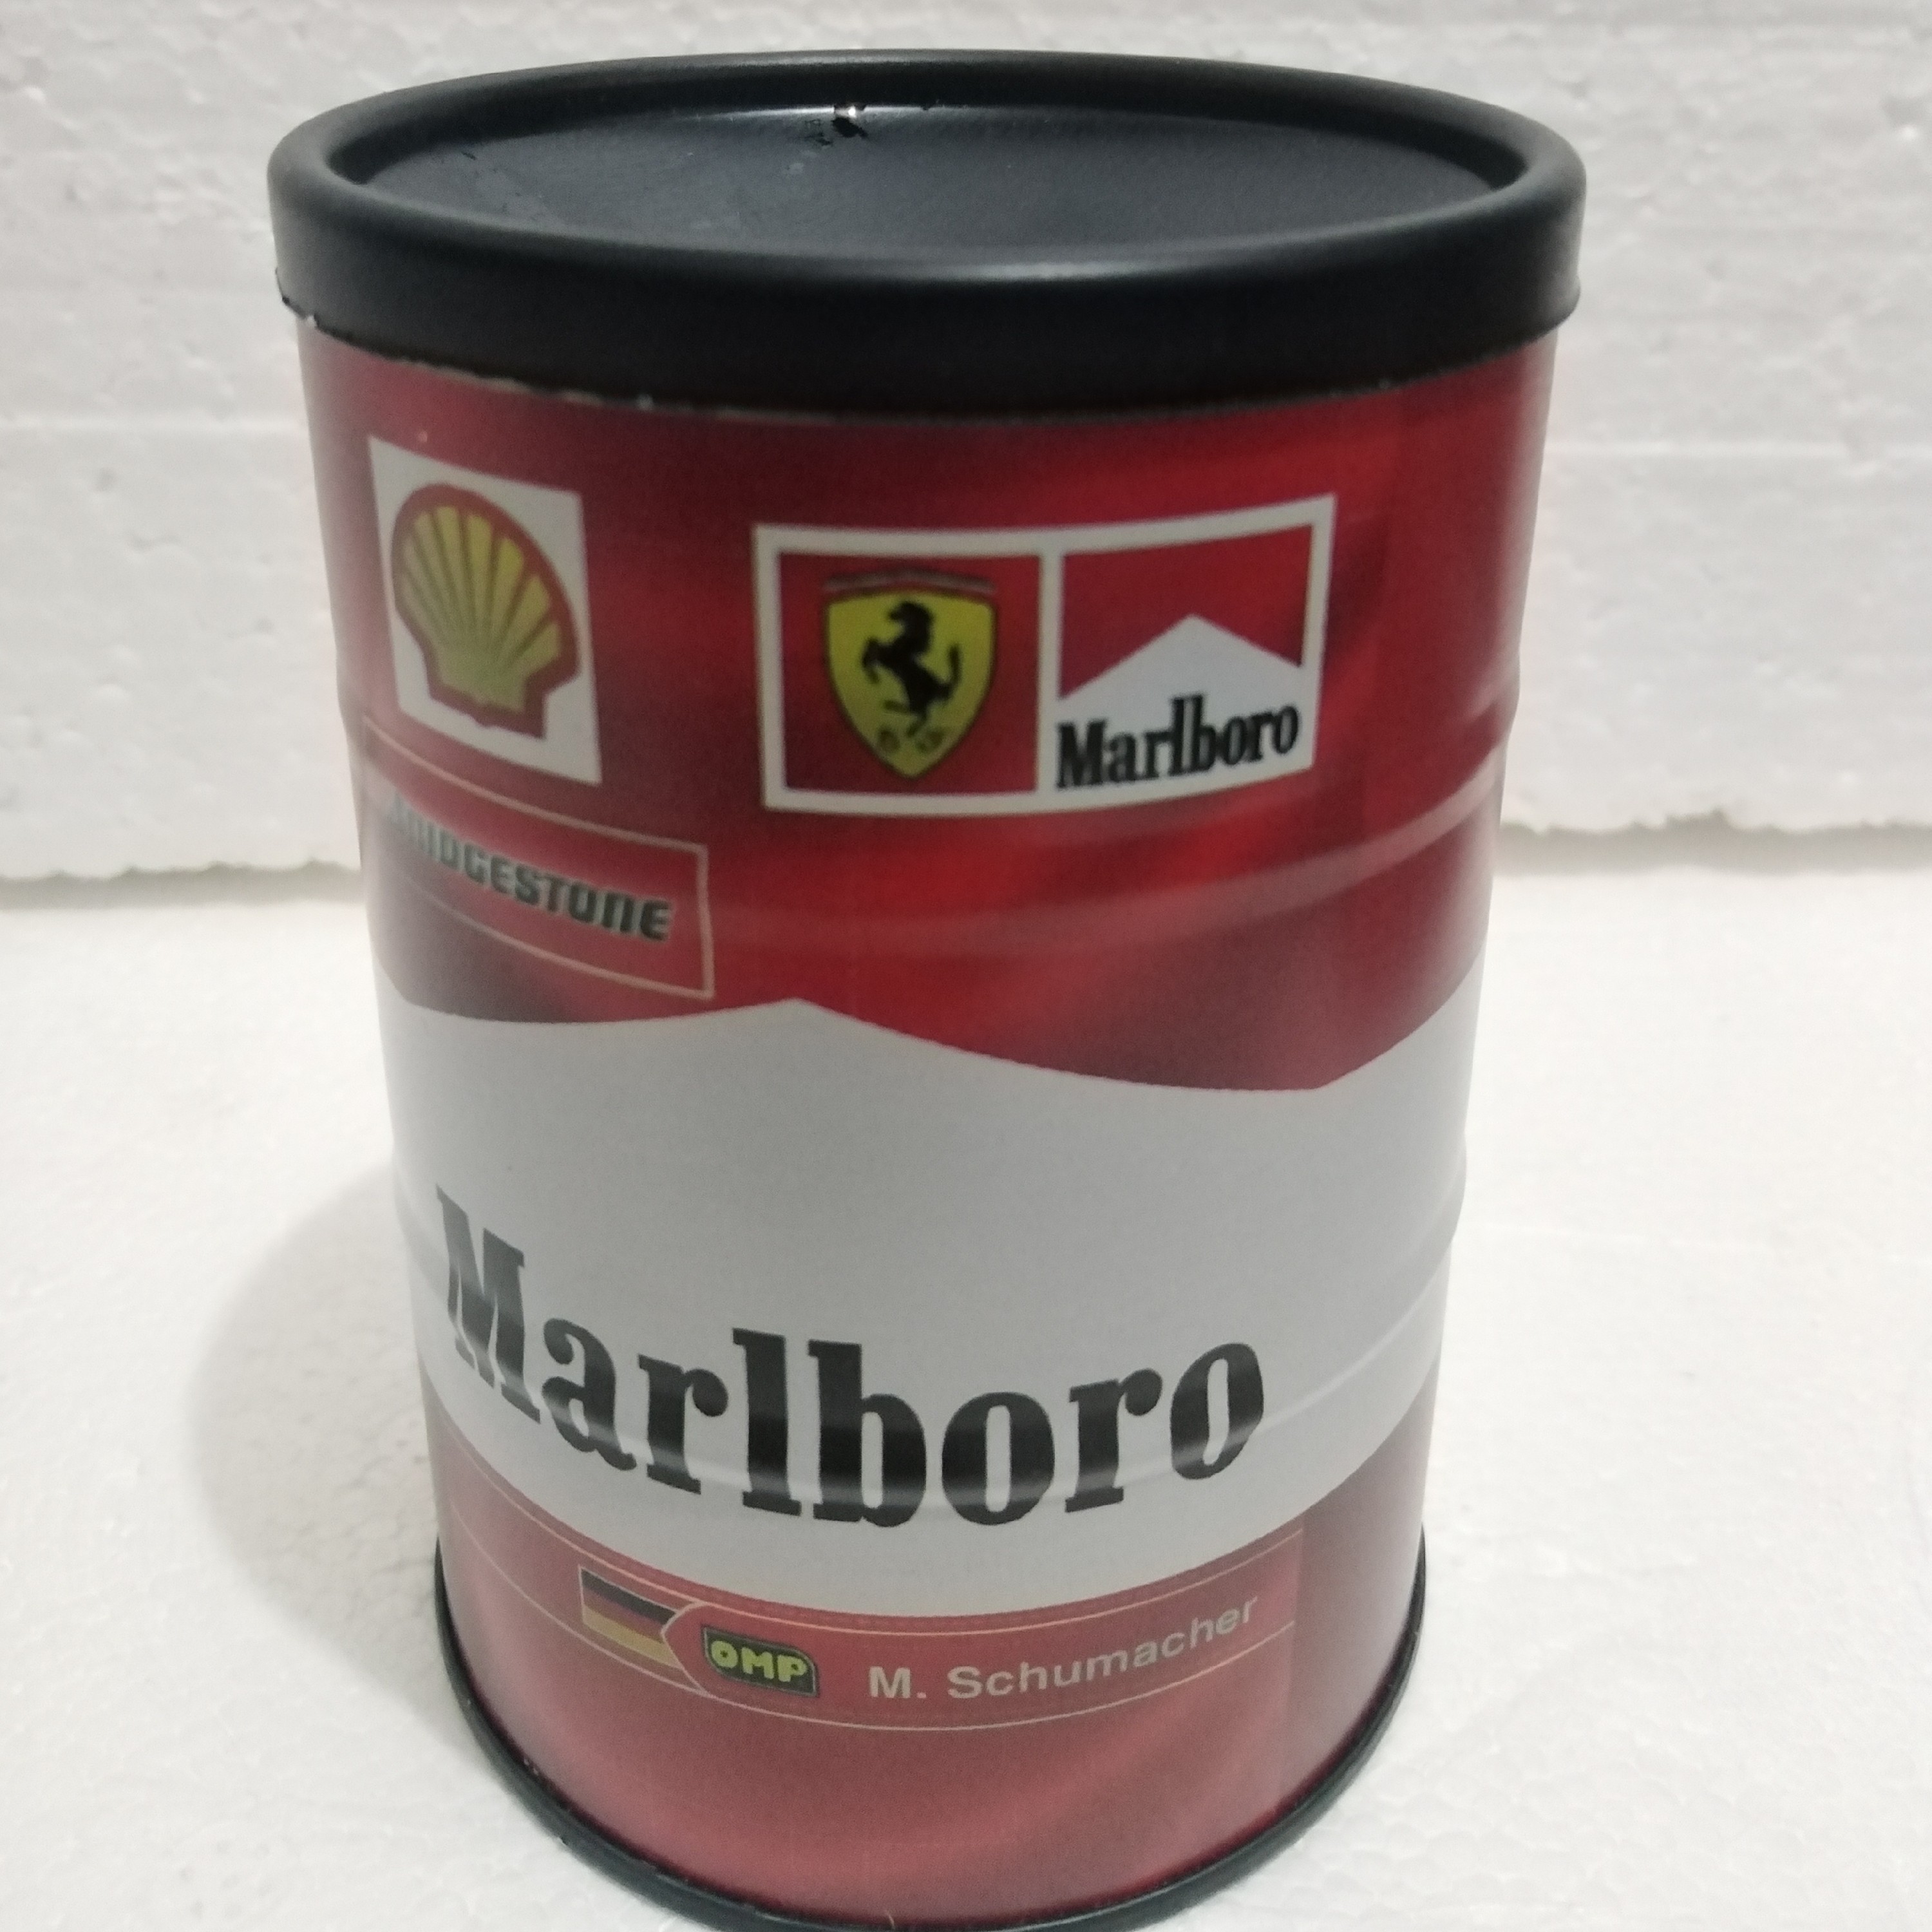 Marlboro
BRIDGESTONE
Marlboro
OMP M. Schumacher